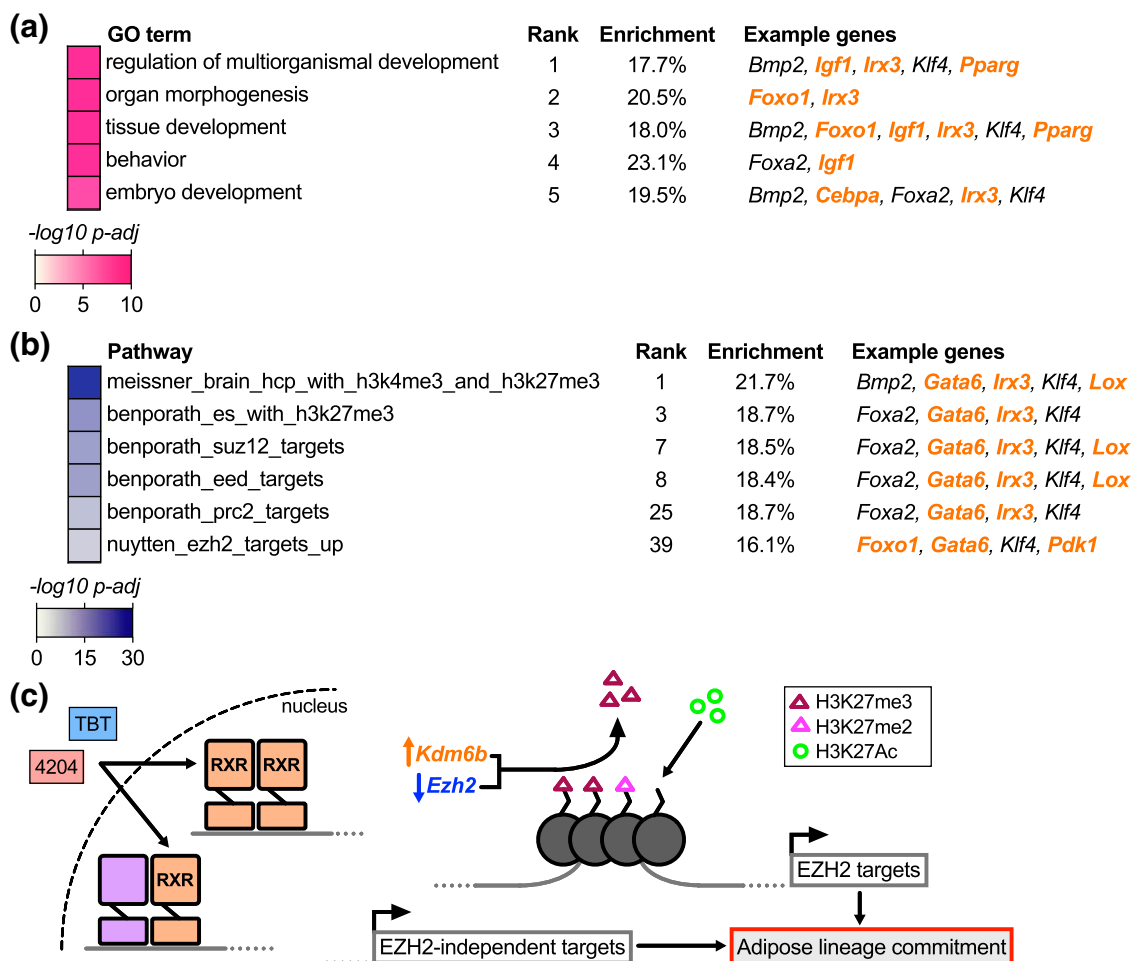 (a)
GO term Rank Enrichment Example genes
regulation of multiorganismal development 1 17.7% Bmp2, Igf1, Irx3, Klf4, Pparg
organ morphogenesis 2 20.5% Foxo1, Irx3
tissue development 3 18.0% Bmp2, Foxo1, Igf1, Irx3, Klf4, Pparg
behavior 4 23.1% Foxa2, Igf1
embryo development 5 19.5% Bmp2, Cebpa, Foxa2, Irx3, Klf4
-log10 p-adj
0 5 10
(b)
Pathway Rank Enrichment Example genes
meissner_brain_hcp_with_h3k4me3_and_h3k27me3 1 21.7% Bmp2, Gata6, Irx3, Klf4, Lox
benporath_es_with_h3k27me3 3 18.7% Foxa2, Gata6, Irx3, Klf4
benporath_suz12_targets 7 18.5% Foxa2, Gata6, Irx3, Klf4, Lox
benporath_eed_targets 8 18.4% Foxa2, Gata6, Irx3, Klf4, Lox
benporath_prc2_targets 25 18.7% Foxa2, Gata6, Irx3, Klf4
nuytten_ezh2_targets_up 39 16.1% Foxo1, Gata6, Klf4, Pdk1
-log10 p-adj
0 15 30
(c)
nucleus
TBT
4204
RXR RXR
RXR
Kdm6b
Ezh2
H3K27me3
H3K27me2
H3K27Ac
EZH2 targets
EZH2-independent targets
Adipose lineage commitment